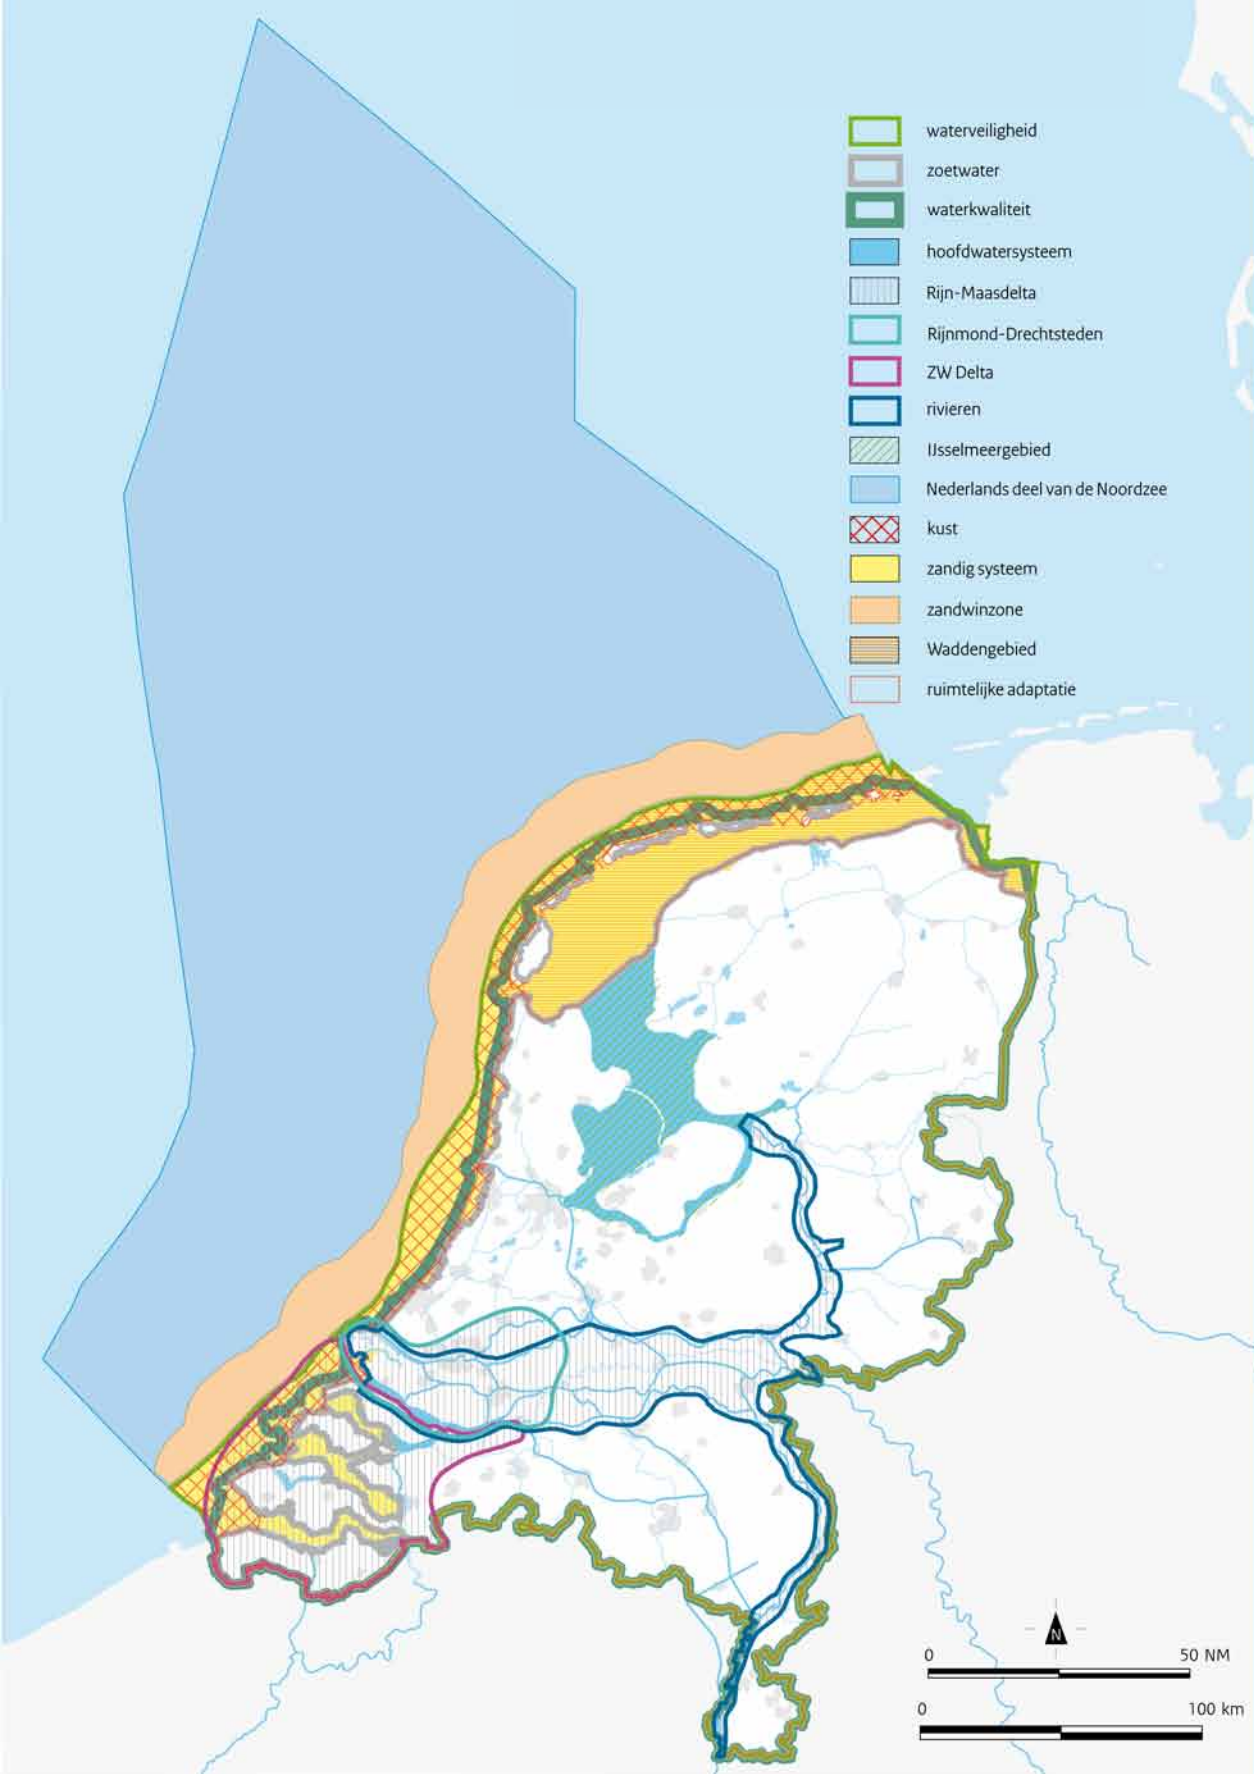 waterveiligheid
zoetwater
waterkwaliteit
hoofdwatersysteem
Rijn-Maasdelta
Rijnmond-Drechtsteden
ZW Delta
rivieren
IJsselmeergebied
Nederlands deel van de Noordzee
kust
zandig systeem
zandwinzone
Waddengebied
ruimtelijke adaptatie
N
0 50 NM
0 100 km